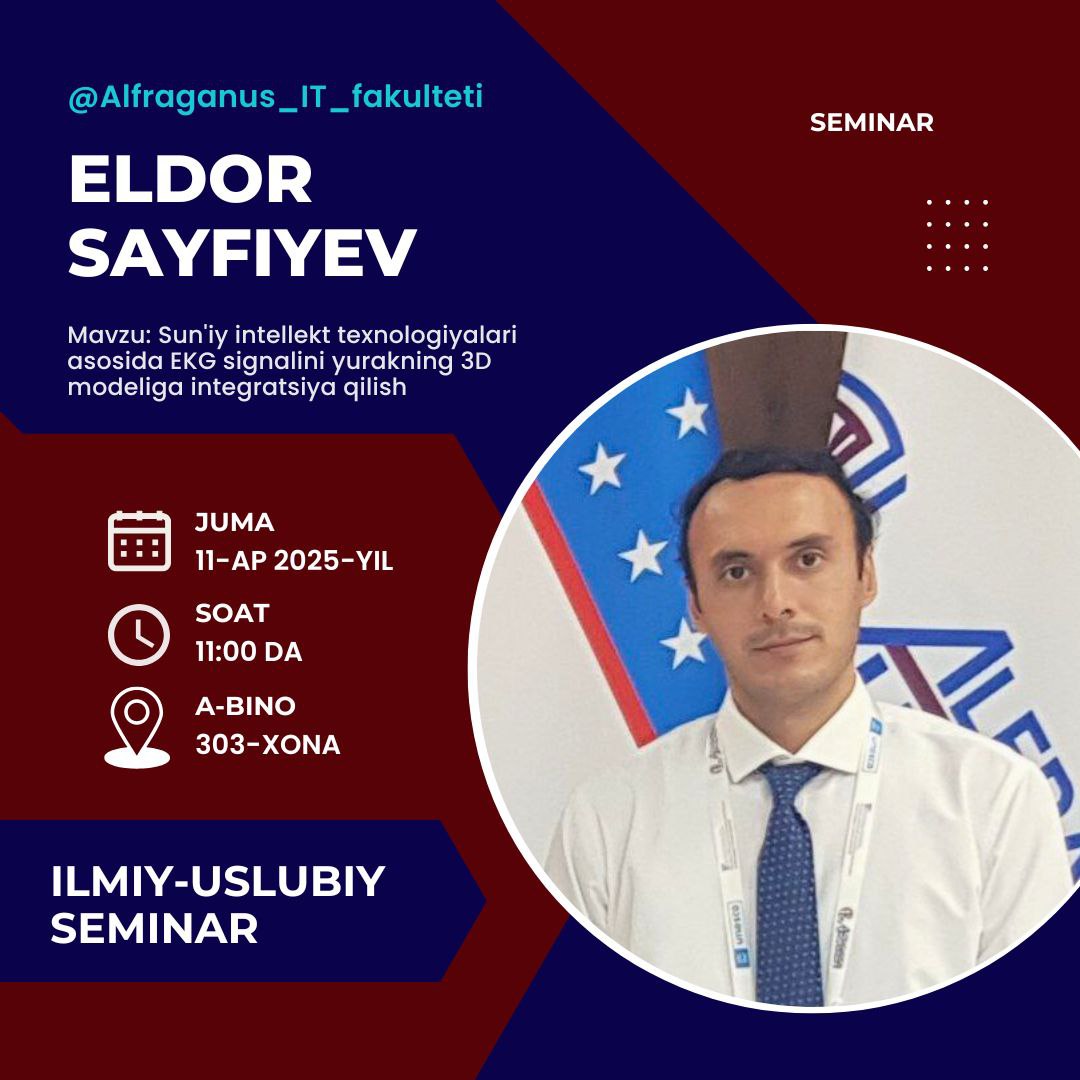 @Alfraganus_IT_fakulteti
SEMINAR
ELDOR
SAYFIYEV
Mavzu: Sun'iy intellekt texnologiyalari
asosida EKG signalini yurakning 3D
modeliga integratsiya qilish
JUMA
11-AP 2025-YIL
SOAT
11:00 DA
A-BINO
303-XONA
ILMIY-USLUBIY
SEMINAR
unesco